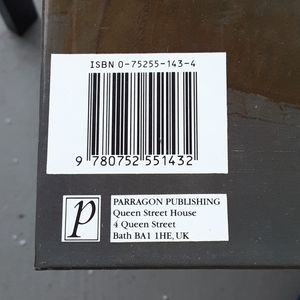 ISBN 0-75255-143-4
9 780752 551432
p
PARRAGON PUBLISHING
Queen Street House
4 Queen Street
Bath BA1 1HE, UK